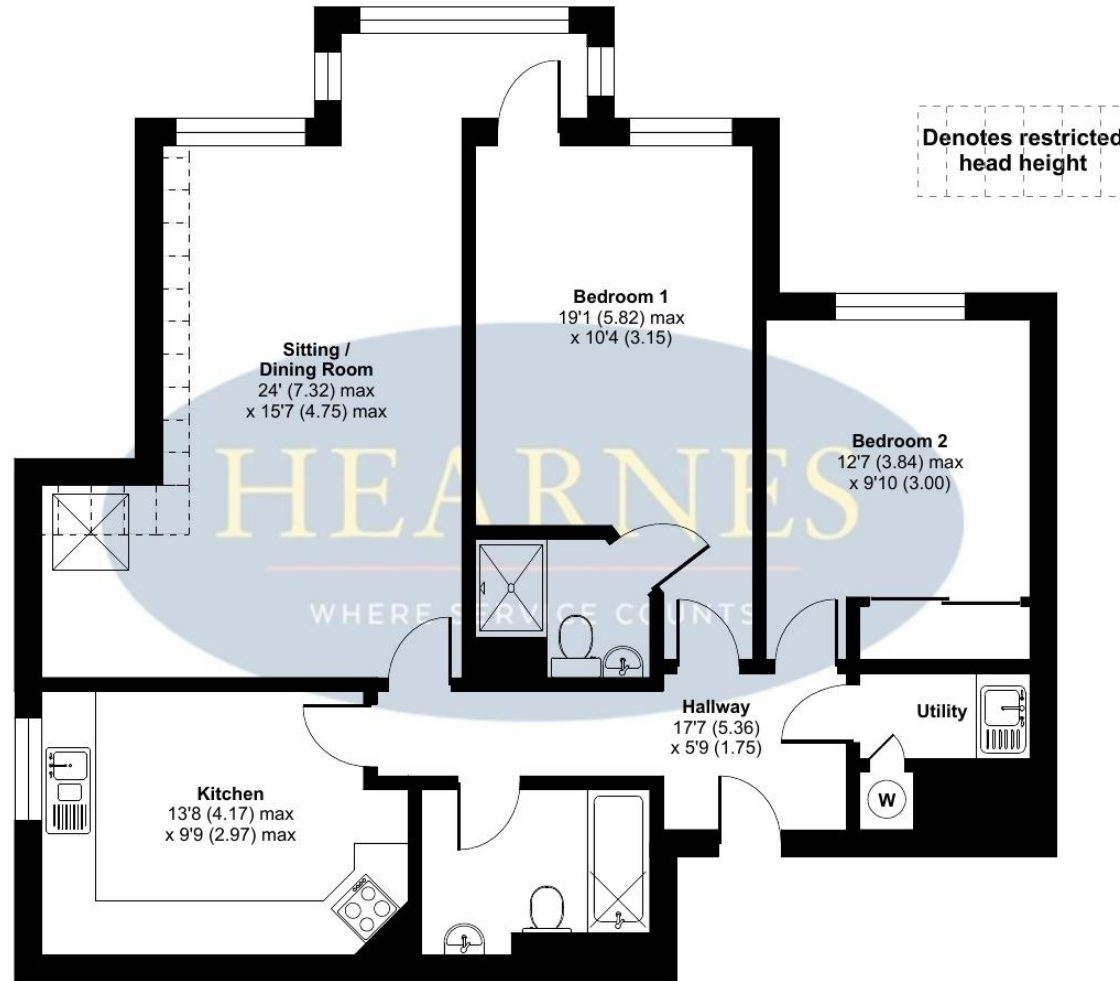 Denotes restricted
head height
Bedroom 1
19'1 (5.82) max
x 10'4 (3.15)
Sitting /
Dining Room
24' (7.32) max
x 15'7 (4.75) max
Bedroom 2
12'7 (3.84) max
x 9'10 (3.00)
HEARNES
WHERE SERVICE COUNTS
Hallway
17'7 (5.36)
x 5'9 (1.75)
Utility
Kitchen
13'8 (4.17) max
x 9'9 (2.97) max
W